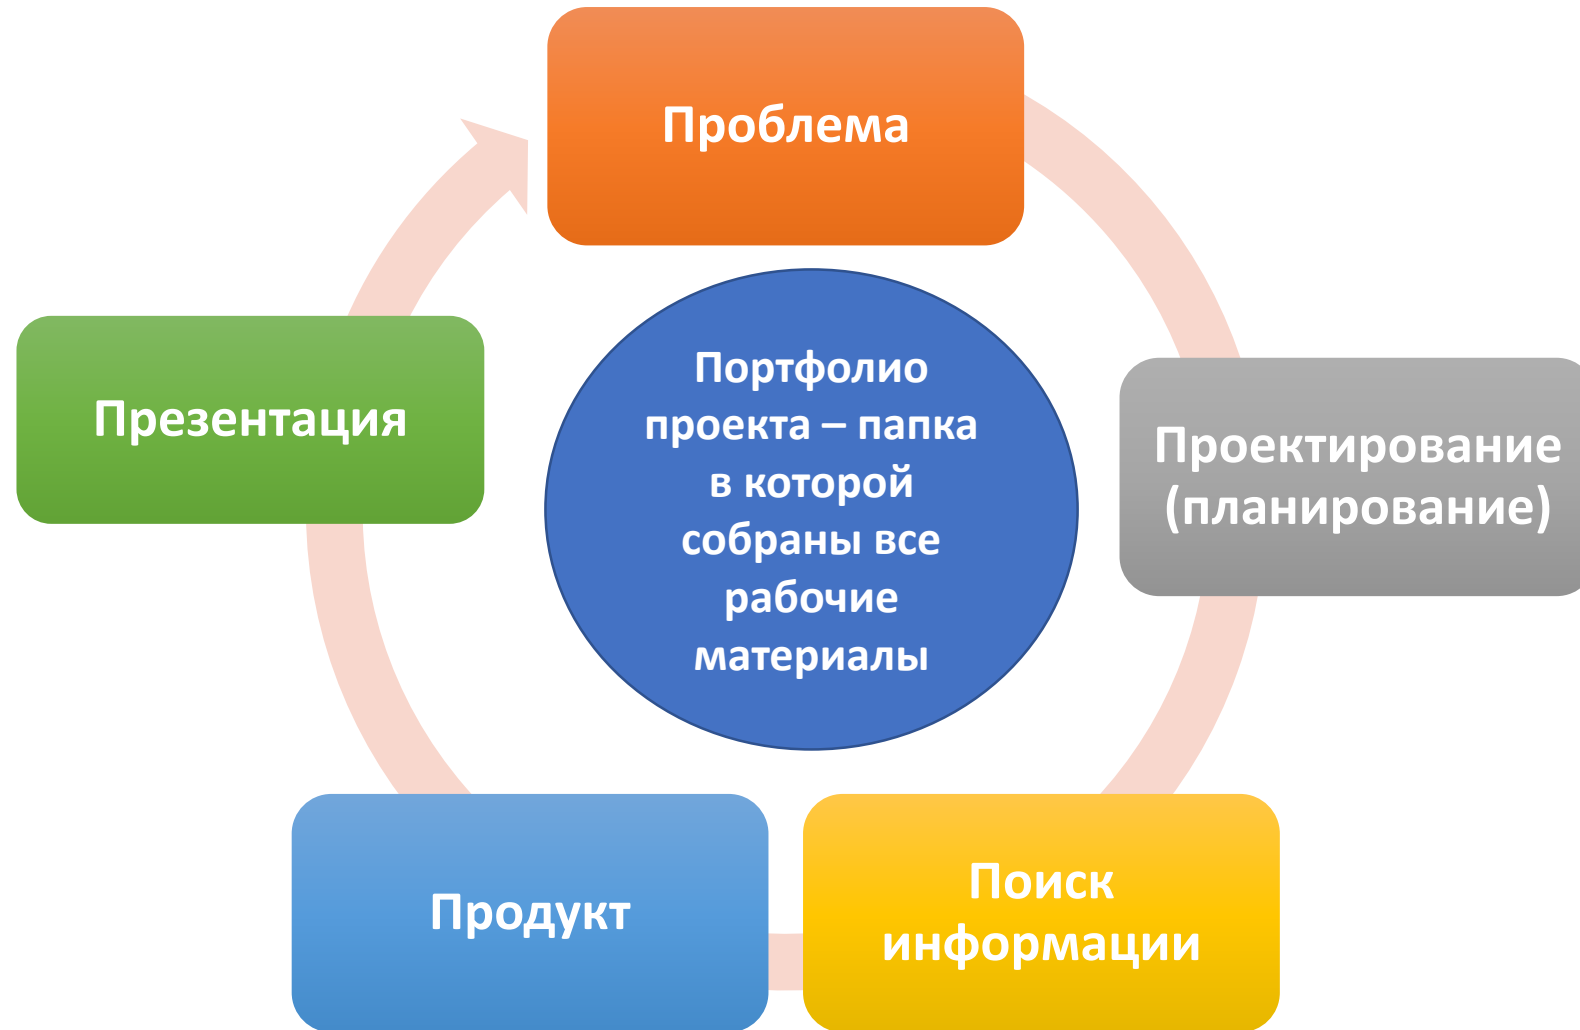 Проблема
Проектирование
(планирование)
Поиск
информации
Продукт
Презентация
Портфолио
проекта – папка
в которой
собраны все
рабочие
материалы